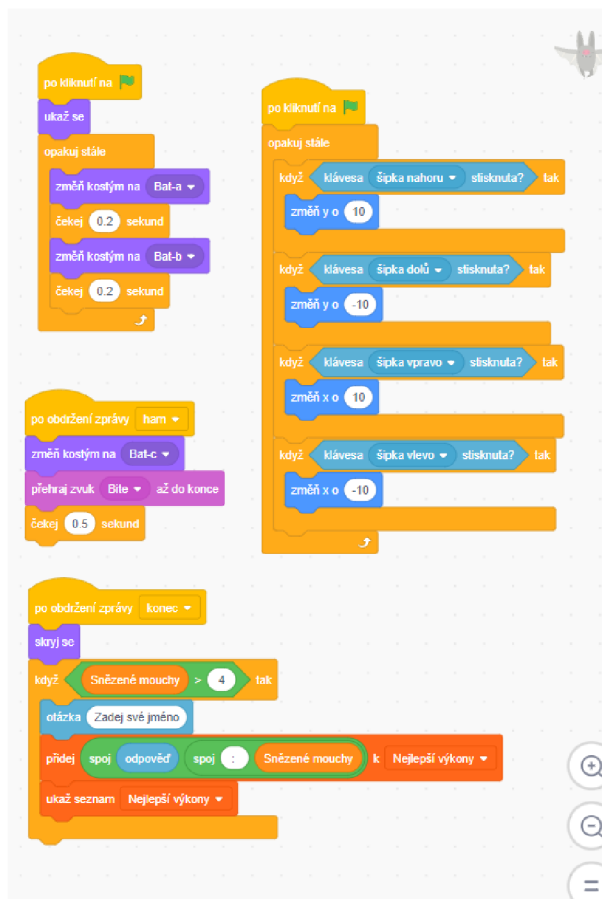 po kliknutí na
ukaž se
opakuj stále
změň kostým na Bat-a
čekej 0.2 sekund
změň kostým na Bat-b
čekej 0.2 sekund
po kliknutí na
opakuj stále
když klávesa šipka nahoru stisknuta? tak
změň y o 10
když klávesa šipka dolů stisknuta? tak
změň y o -10
když klávesa šipka vpravo stisknuta? tak
změň x o 10
když klávesa šipka vlevo stisknuta? tak
změň x o -10
po obdržení zprávy ham
změň kostým na Bat-c
přehraj zvuk Bite až do konce
čekej 0.5 sekund
po obdržení zprávy konec
skryj se
když Snězené mouchy > 4 tak
otázka Zadej své jméno
přidej spoj odpověď spoj : Snězené mouchy k Nejlepší výkony
ukaž seznam Nejlepší výkony